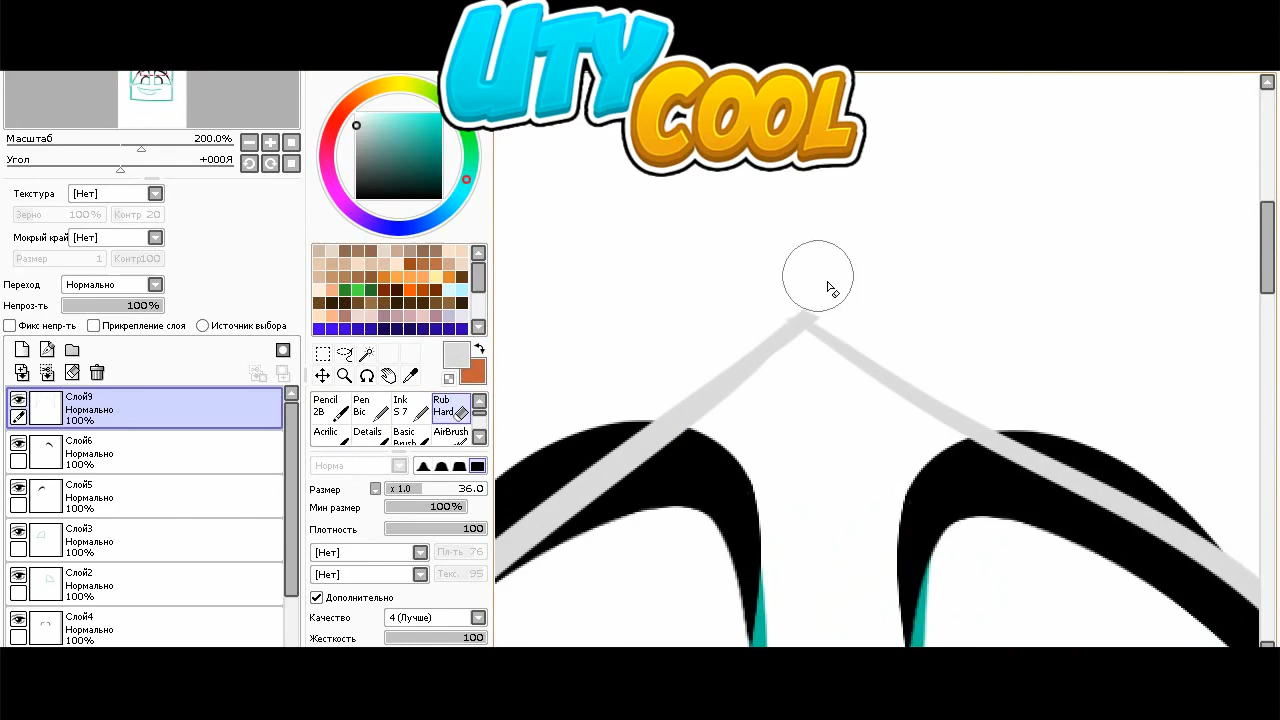 UTY
COOL
Масштаб 200.0%
Угол +000Я
Текстура [Нет]
Зерно 100% Контр 20
Мокрый край [Нет]
Размер 1 Контр100
Переход Нормально
Непроз-ть 100%
Фикс непр-ть Прикрепление слоя Источник выбора
Слой9
Нормально
100%
Слой6
Нормально
100%
Слой5
Нормально
100%
Слой3
Нормально
100%
Слой2
Нормально
100%
Слой4
Нормально
100%
Pencil 2B
Pen Bic
Ink S 7
Rub Hard
Acrilic
Details
Basic Brush
AirBrush
Норма
Размер x 1.0 36.0
Мин размер 100%
Плотность 100
[Нет] Пл-ть 76
[Нет] Текс. 95
Дополнительно
Качество 4 (Лучше)
Жесткость 100